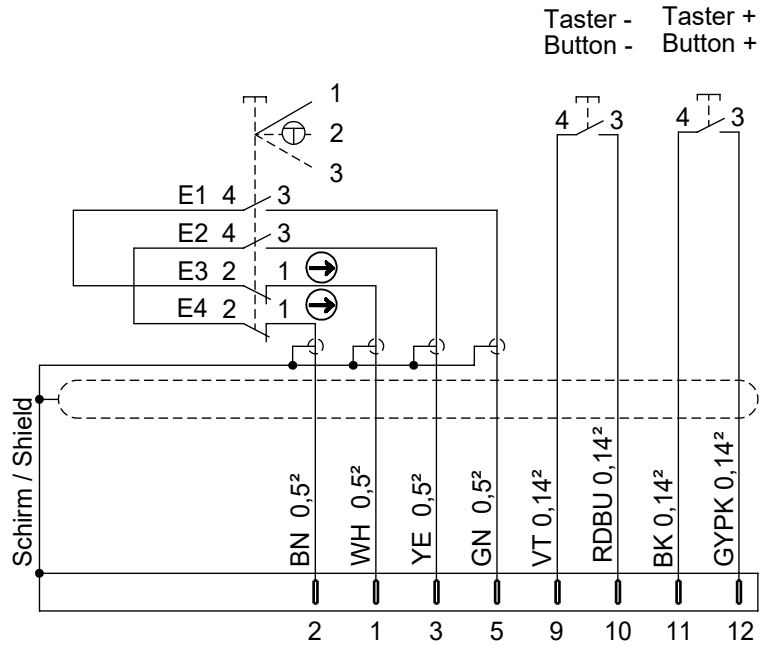 Taster - Taster +
Button - Button +
1
2
3
4 3 4 3
E1 4 3
E2 4 3
E3 2 1
E4 2 1
Schirm / Shield
BN 0,5²
WH 0,5²
YE 0,5²
GN 0,5²
VT 0,14²
RDBU 0,14²
BK 0,14²
GYPK 0,14²
2 1 3 5 9 10 11 12